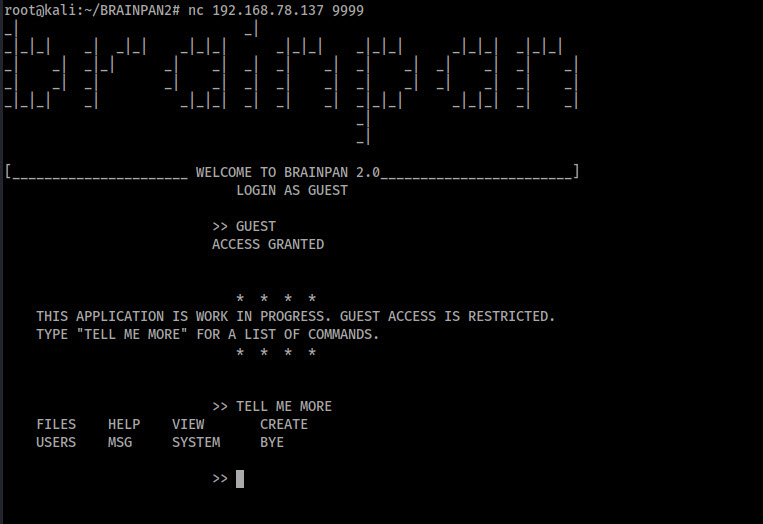 root@kali:~/BRAINPAN2# nc 192.168.78.137 9999
brainpan
[______________________ WELCOME TO BRAINPAN 2.0________________________]
LOGIN AS GUEST
>> GUEST
ACCESS GRANTED
* * * *
THIS APPLICATION IS WORK IN PROGRESS. GUEST ACCESS IS RESTRICTED.
TYPE "TELL ME MORE" FOR A LIST OF COMMANDS.
* * * *
>> TELL ME MORE
FILES HELP VIEW CREATE
USERS MSG SYSTEM BYE
>>